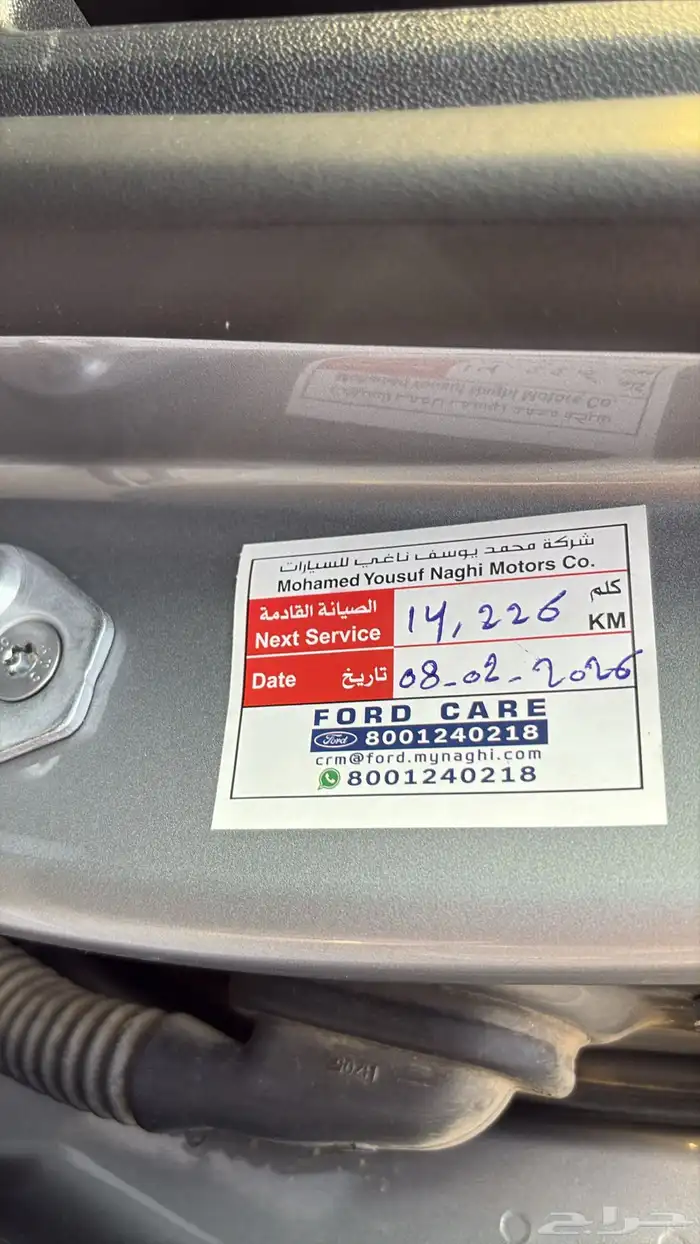 شركة محمد يوسف ناغي للسيارات
Mohamed Yousuf Naghi Motors Co.
الصيانة القادمة
Next Service
14,226
كلم
KM
Date تاريخ 08-02-2026
FORD CARE
Ford 8001240218
crm@ford.mynaghi.com
8001240218
حراج